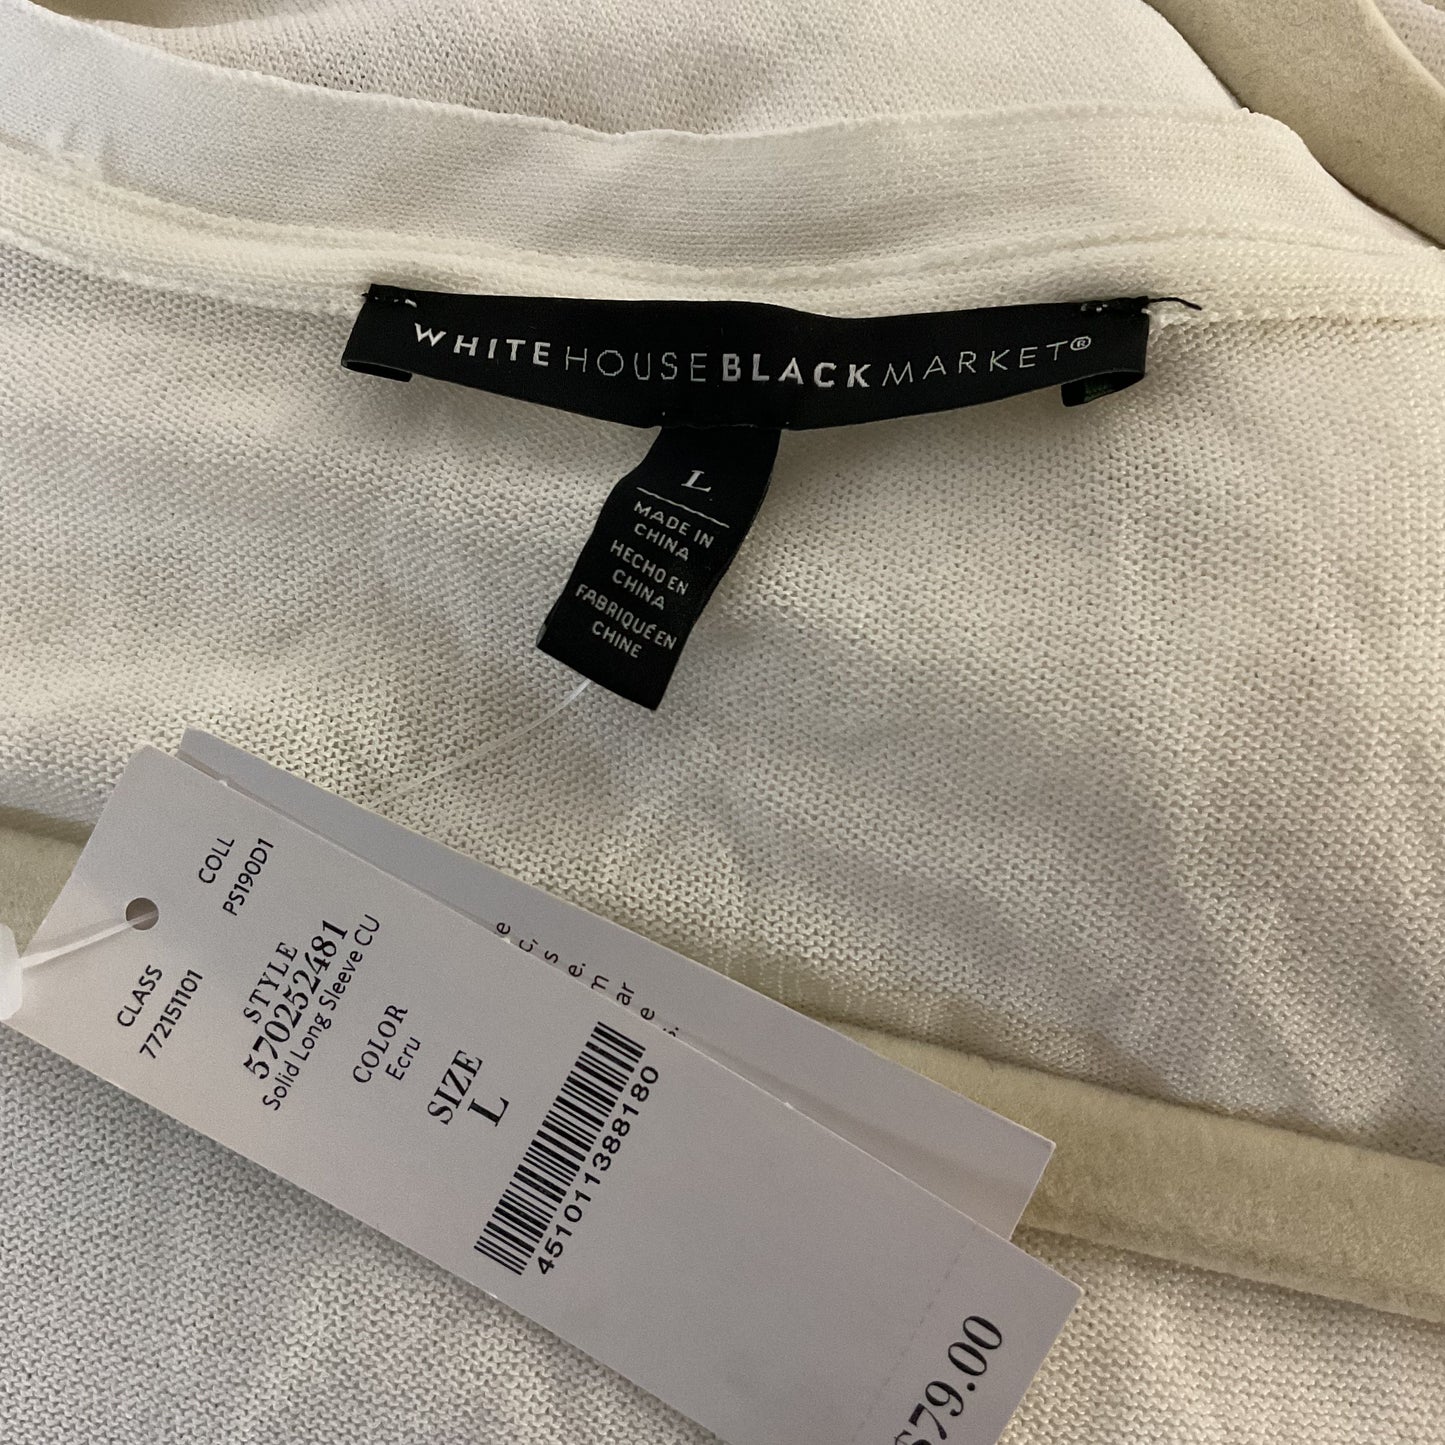 WHITEHOUSEBLACKMARKET®
L
MADE IN
CHINA
HECHO EN
CHINA
FABRIQUÉ EN
CHINE
COLL
PS190D1
CLASS
772151101
STYLE
570252481
Solid Long Sleeve CU
COLOR
Ecru
SIZE
L
451011388180
$79.00